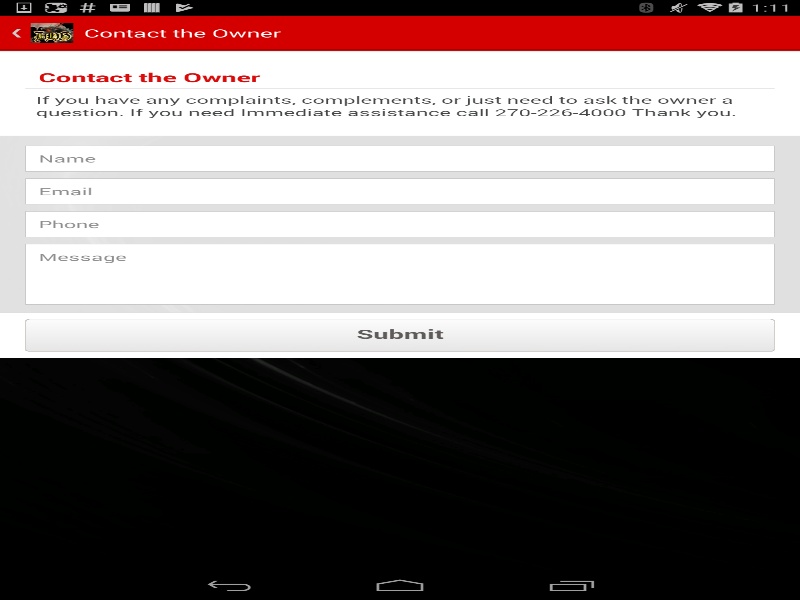 1:11
Contact the Owner
Contact the Owner
If you have any complaints, complements, or just need to ask the owner a
question. If you need Immediate assistance call 270-226-4000 Thank you.
Name
Email
Phone
Message
Submit